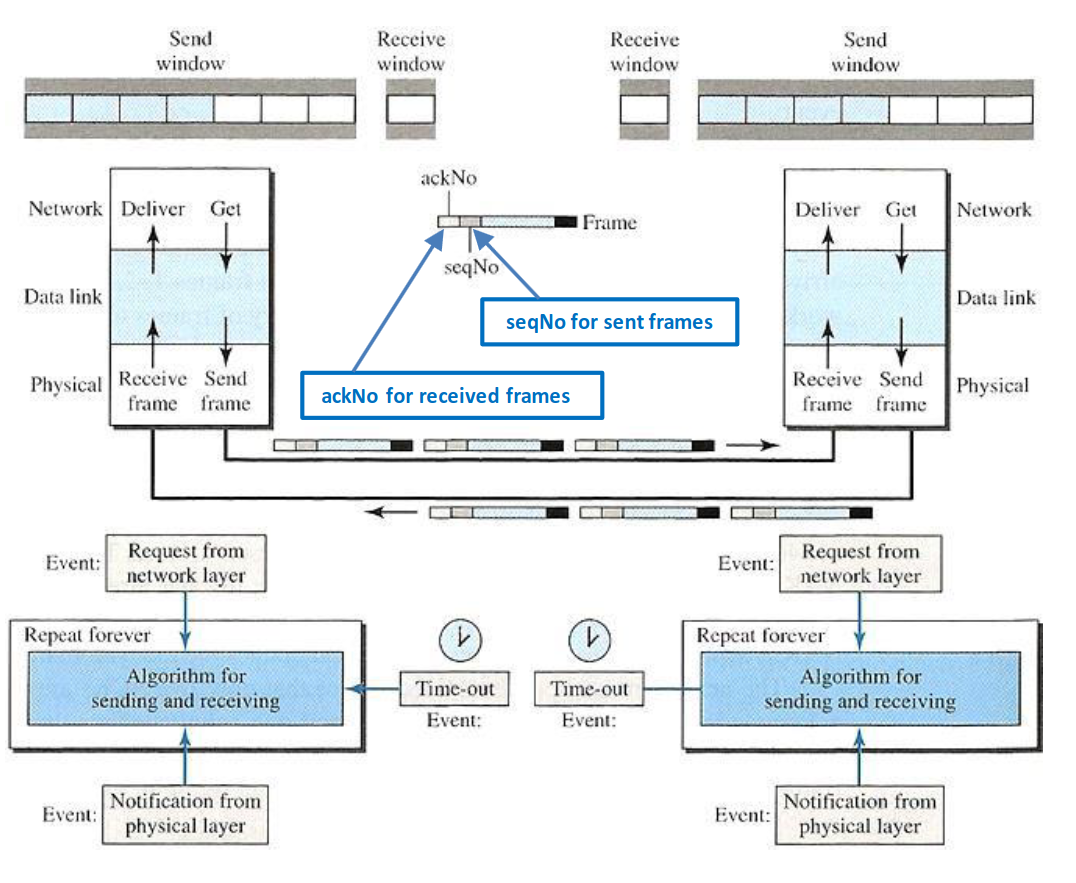 Send
window
Receive
window
Receive
window
Send
window
ackNo
Frame
seqNo
seqNo for sent frames
ackNo for received frames
Network
Deliver
Get
Data link
Physical
Receive
frame
Send
frame
Deliver
Get
Network
Data link
Receive
frame
Send
frame
Physical
Event:
Request from
network layer
Repeat forever
Algorithm for
sending and receiving
Time-out
Event:
Event:
Notification from
physical layer
Event:
Request from
network layer
Time-out
Event:
Repeat forever
Algorithm for
sending and receiving
Event:
Notification from
physical layer